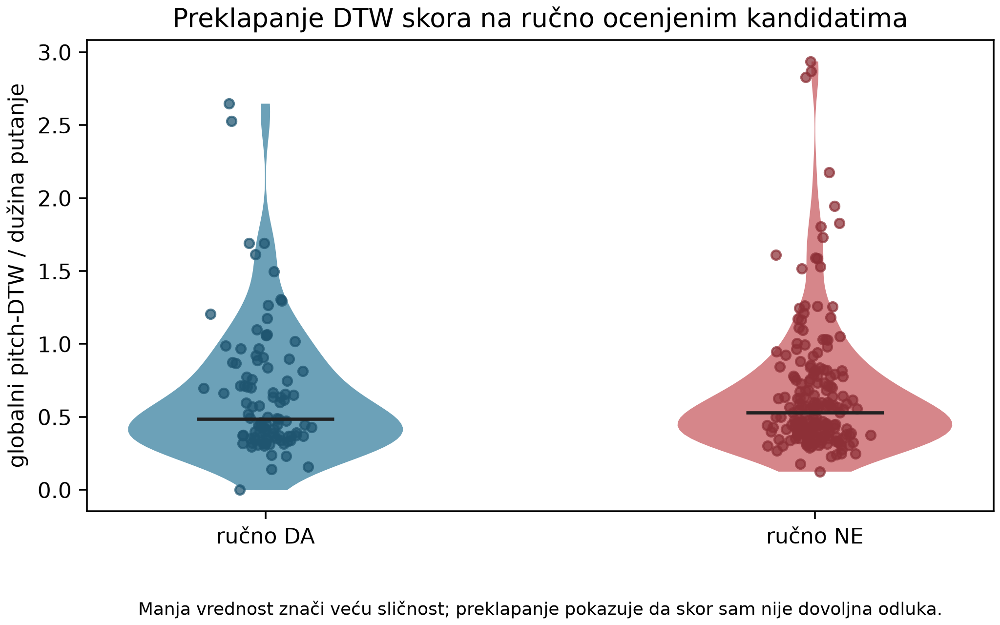 Preklapanje DTW skora na ručno ocenjenim kandidatima
globalni pitch-DTW / dužina putanje
3.0
2.5
2.0
1.5
1.0
0.5
0.0
ručno DA
ručno NE
Manja vrednost znači veću sličnost; preklapanje pokazuje da skor sam nije dovoljna odluka.